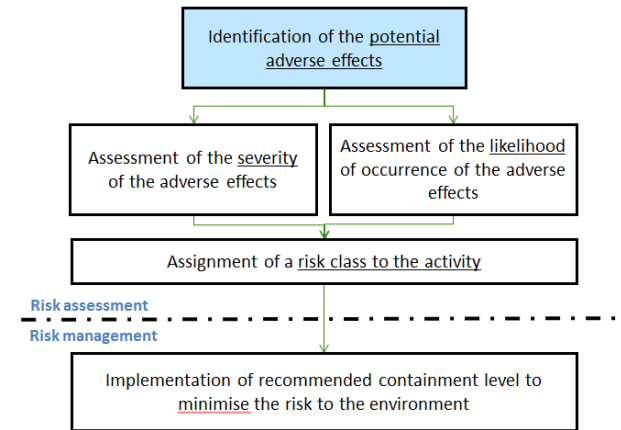 Identification of the potential
adverse effects
Assessment of the severity
of the adverse effects
Assessment of the likelihood
of occurrence of the adverse
effects
Assignment of a risk class to the activity
Risk assessment
Risk management
Implementation of recommended containment level to
minimise the risk to the environment